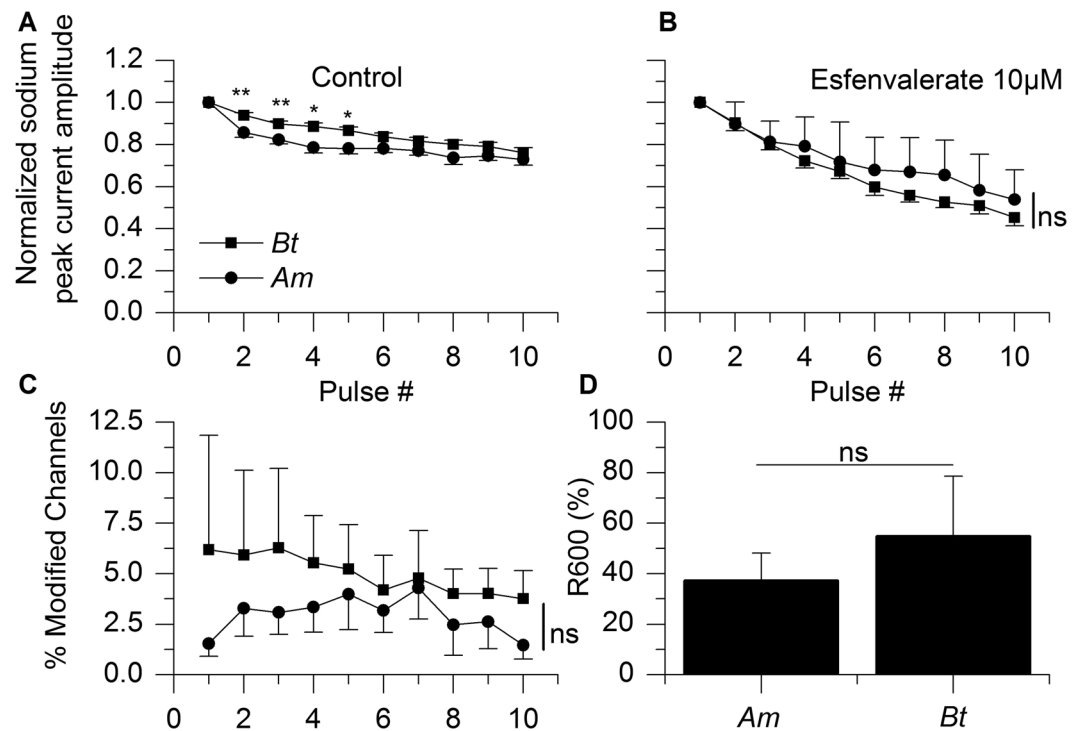 A
B
Normalized sodium
peak current amplitude
1.2
1.0
0.8
0.6
0.4
0.2
0.0
Control
** ** * *
Bt
Am
0 2 4 6 8 10
Pulse #
Esfenvalerate 10µM
ns
0 2 4 6 8 10
Pulse #
C
D
% Modified Channels
12.5
10.0
7.5
5.0
2.5
0.0
ns
0 2 4 6 8 10
R600 (%)
100
80
60
40
20
0
ns
Am Bt